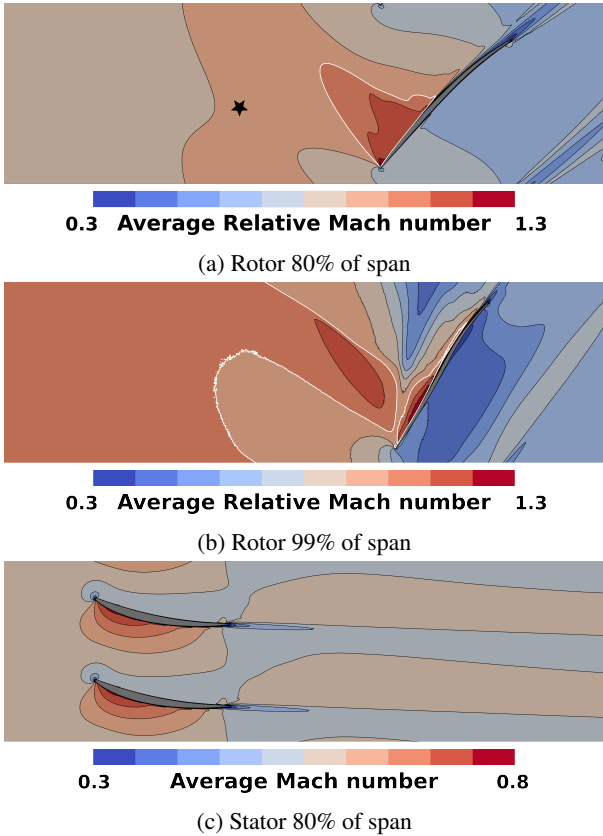 0.3 Average Relative Mach number 1.3
(a) Rotor 80% of span
0.3 Average Relative Mach number 1.3
(b) Rotor 99% of span
0.3 Average Mach number 0.8
(c) Stator 80% of span